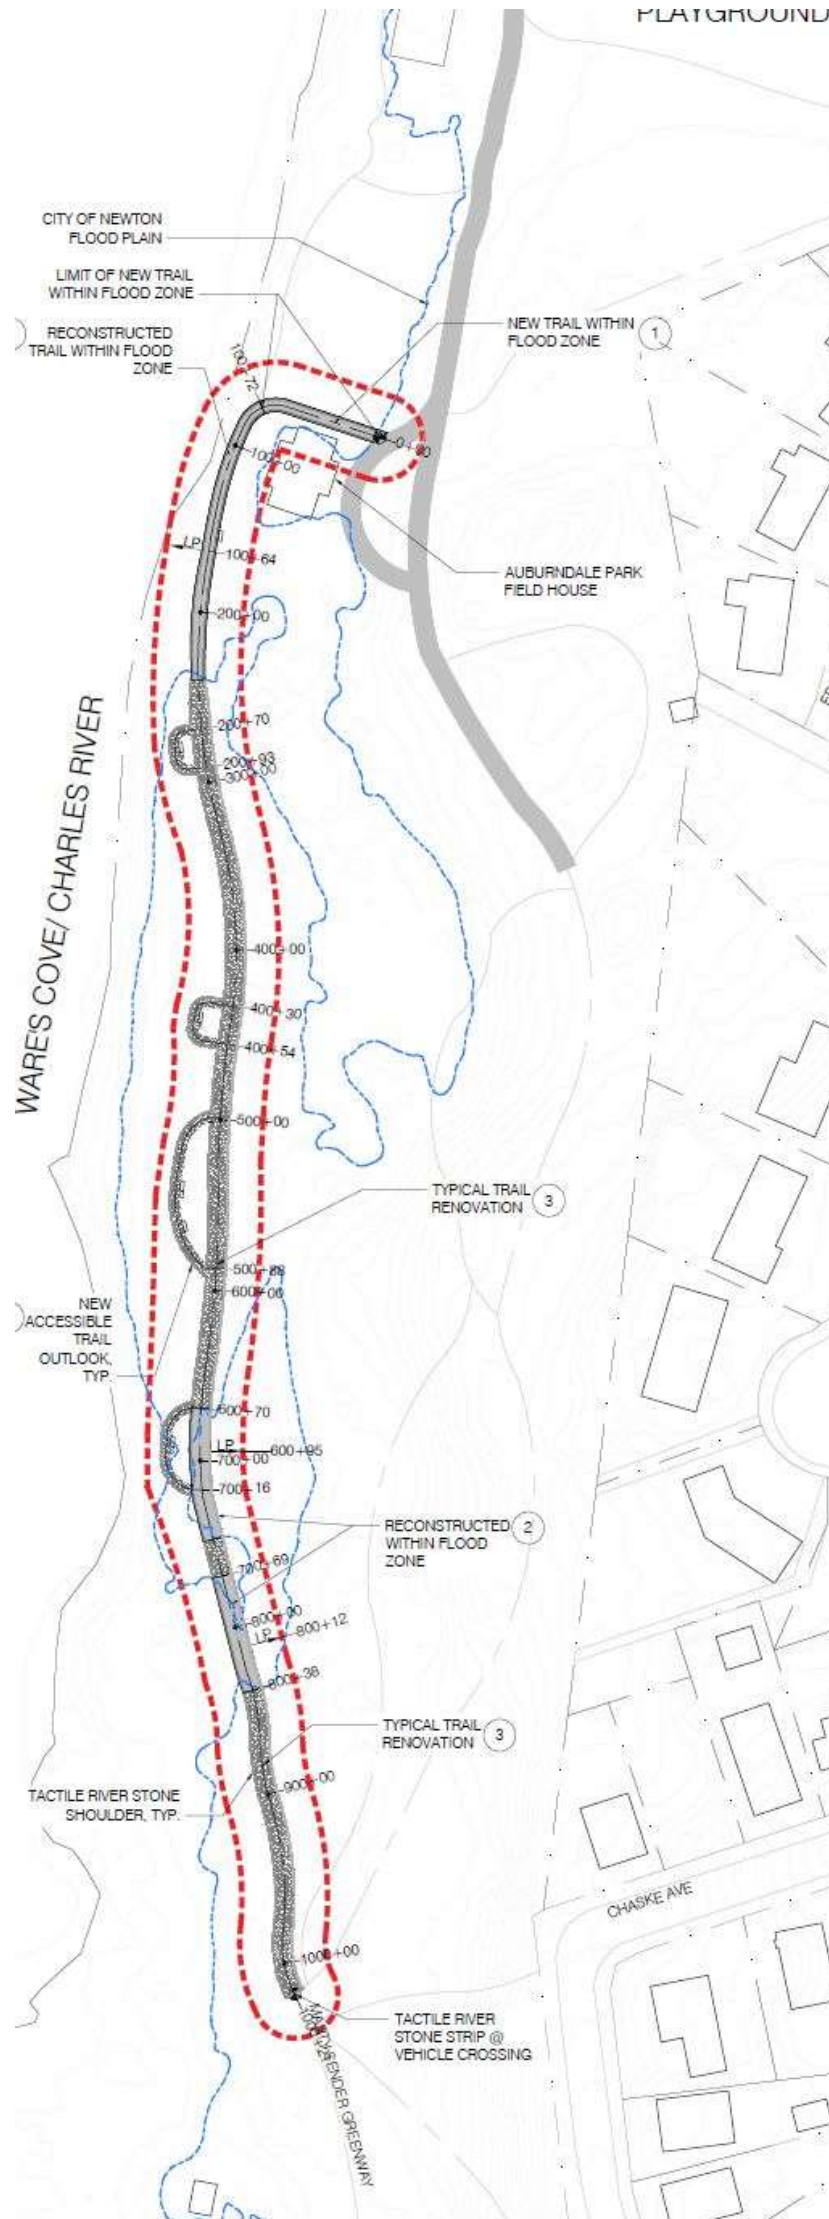 PLAYGROUND
CITY OF NEWTON
FLOOD PLAIN
LIMIT OF NEW TRAIL
WITHIN FLOOD ZONE
RECONSTRUCTED
TRAIL WITHIN FLOOD
ZONE
NEW TRAIL WITHIN
FLOOD ZONE
1
0+00
100+00
LP
100+64
AUBURNDALE PARK
FIELD HOUSE
200+00
200+70
200+93
300+00
WARE'S COVE/ CHARLES RIVER
400+00
400+30
400+54
500+00
TYPICAL TRAIL
RENOVATION
3
500+88
600+00
NEW
ACCESSIBLE
TRAIL
OUTLOOK,
TYP.
600+70
LP
600+95
700+00
700+16
RECONSTRUCTED
WITHIN FLOOD
ZONE
2
700+69
800+00
LP
800+12
800+38
TYPICAL TRAIL
RENOVATION
3
TACTILE RIVER STONE
SHOULDER, TYP.
900+00
CHASKE AVE
1000+00
TACTILE RIVER
STONE STRIP @
VEHICLE CROSSING
GREENWAY